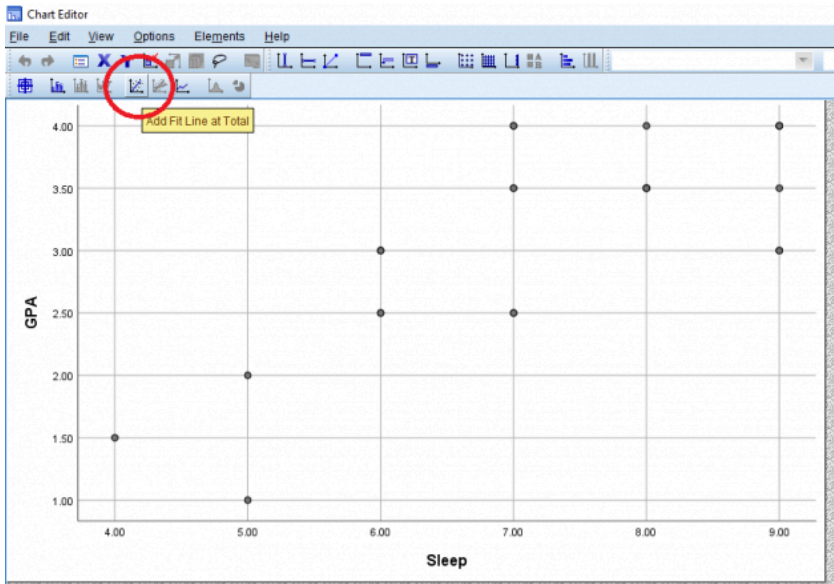 Chart Editor
File Edit View Options Elements Help
Add Fit Line at Total
4.00
3.50
3.00
2.50
2.00
1.50
1.00
GPA
4.00 5.00 6.00 7.00 8.00 9.00
Sleep